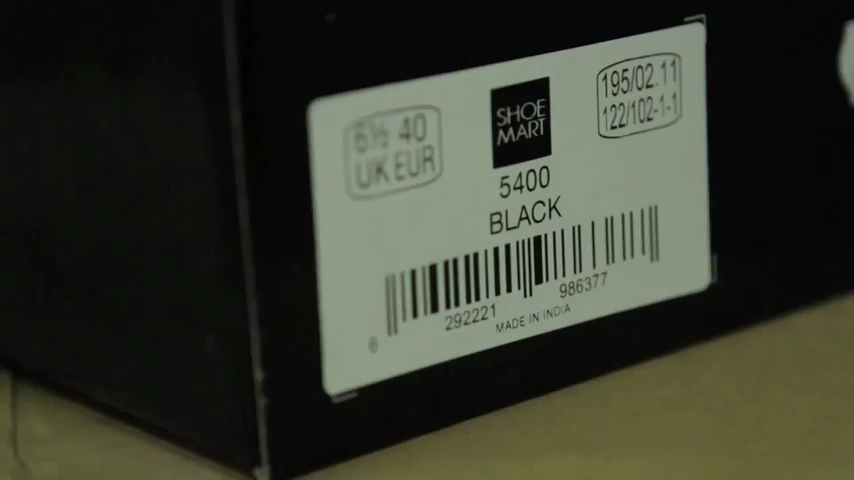 6½ 40
UK EUR
SHOE
MART
195/02.11
122/102-1-1
5400
BLACK
6 292221 986377
MADE IN INDIA